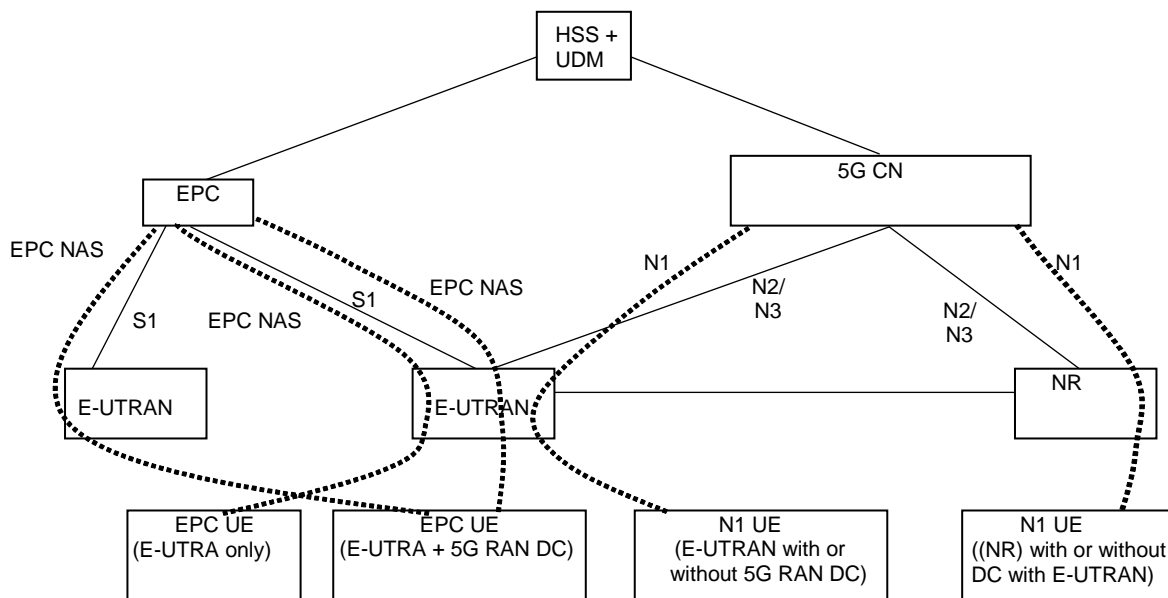 HSS +
UDM
EPC
5G CN
EPC NAS
N1
N1
S1
EPC NAS
N2/
N3
S1
EPC NAS
N2/
N3
E-UTRAN
E-UTRAN
NR
EPC UE
(E-UTRA only)
EPC UE
(E-UTRA + 5G RAN DC)
N1 UE
(E-UTRAN with or
without 5G RAN DC)
N1 UE
((NR) with or without
DC with E-UTRAN)